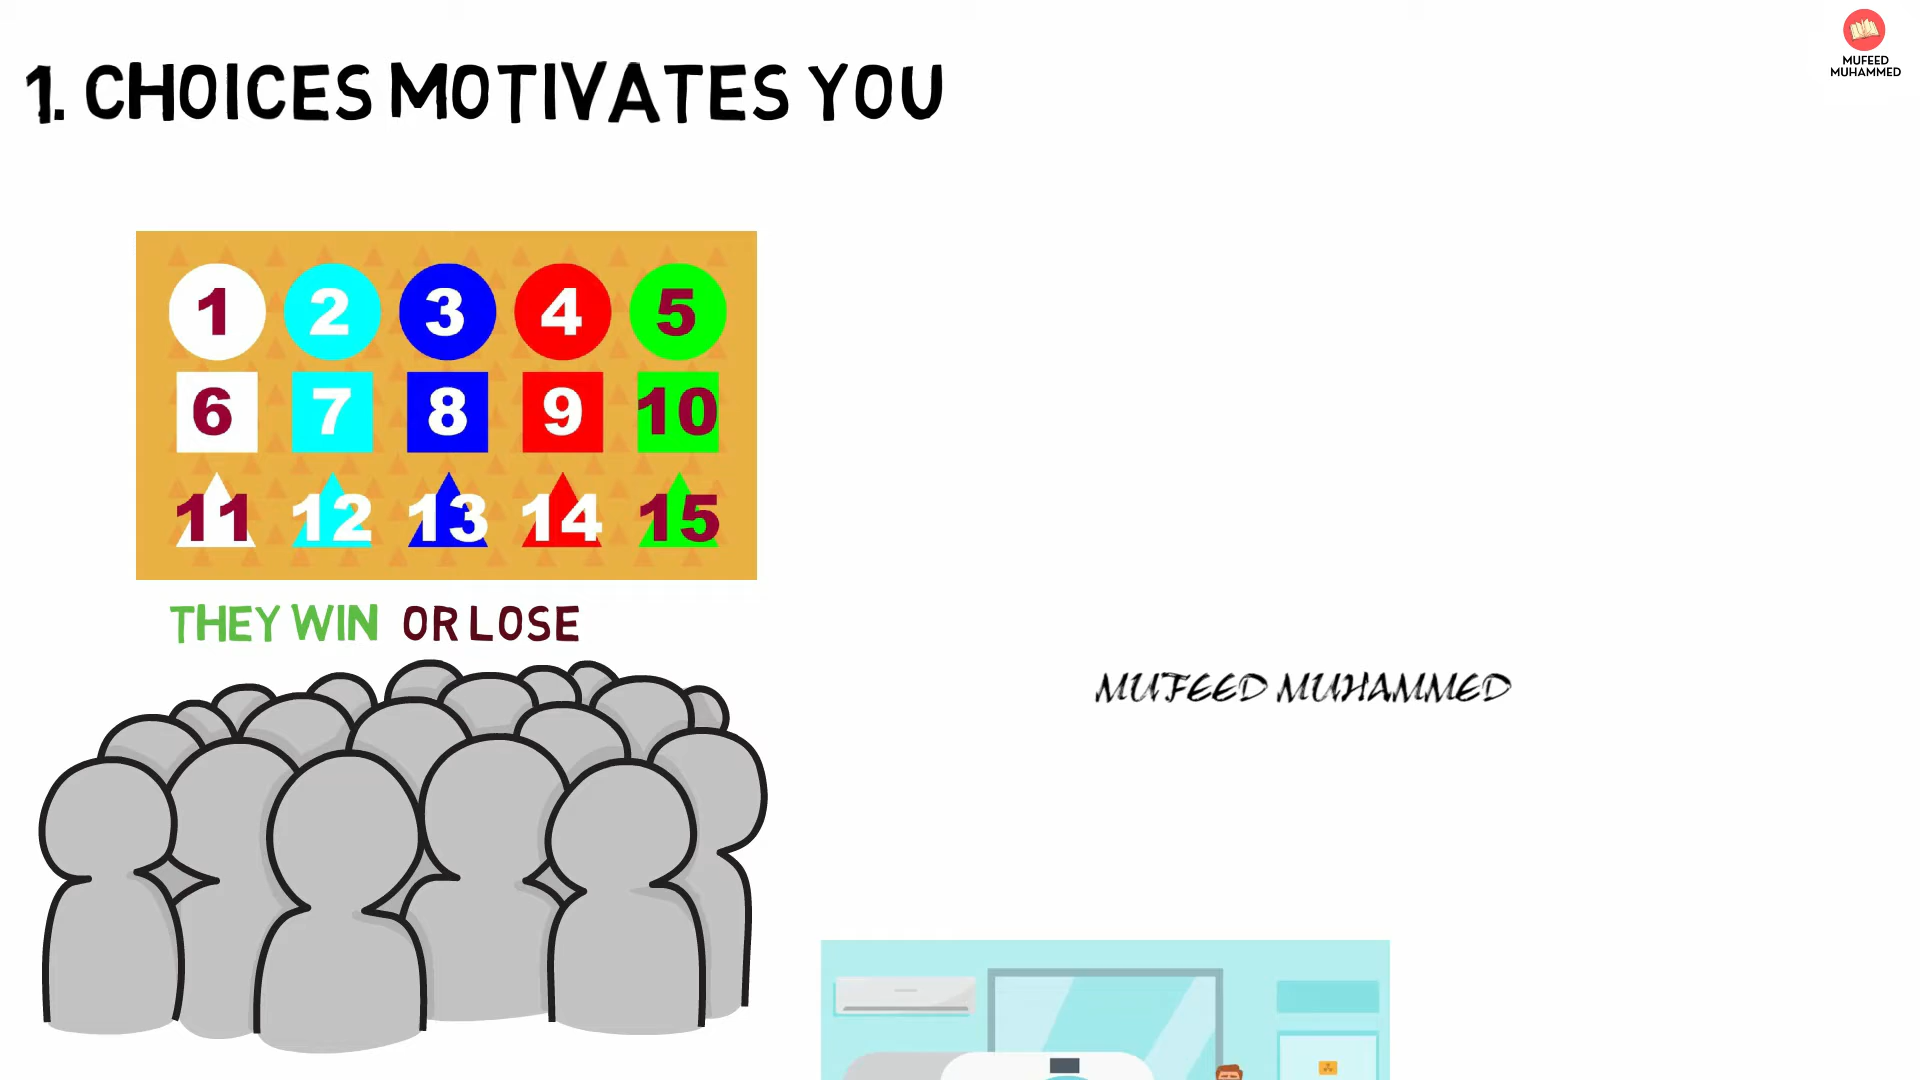 MUFEED
MUHAMMED
1. CHOICES MOTIVATES YOU
1 2 3 4 5
6 7 8 9 10
11 12 13 14 15
THEY WIN OR LOSE
MUFEED MUHAMMED